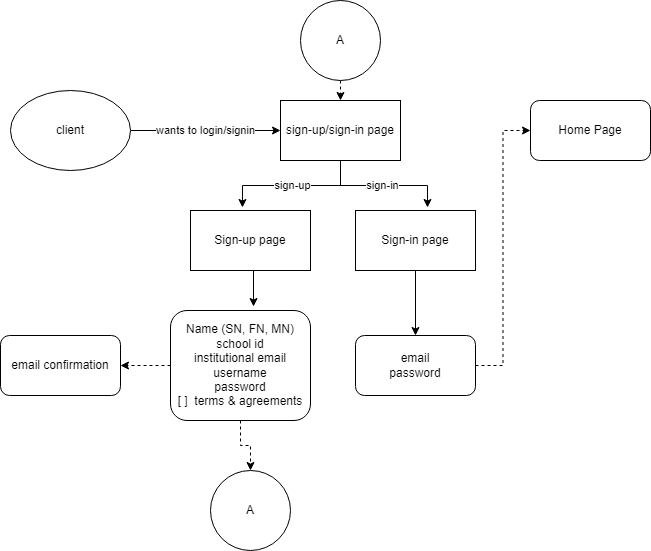 A
client
wants to login/signin
sign-up/sign-in page
Home Page
sign-up
sign-in
Sign-up page
Sign-in page
Name (SN, FN, MN)
school id
institutional email
username
password
[ ] terms & agreements
email confirmation
email
password
A